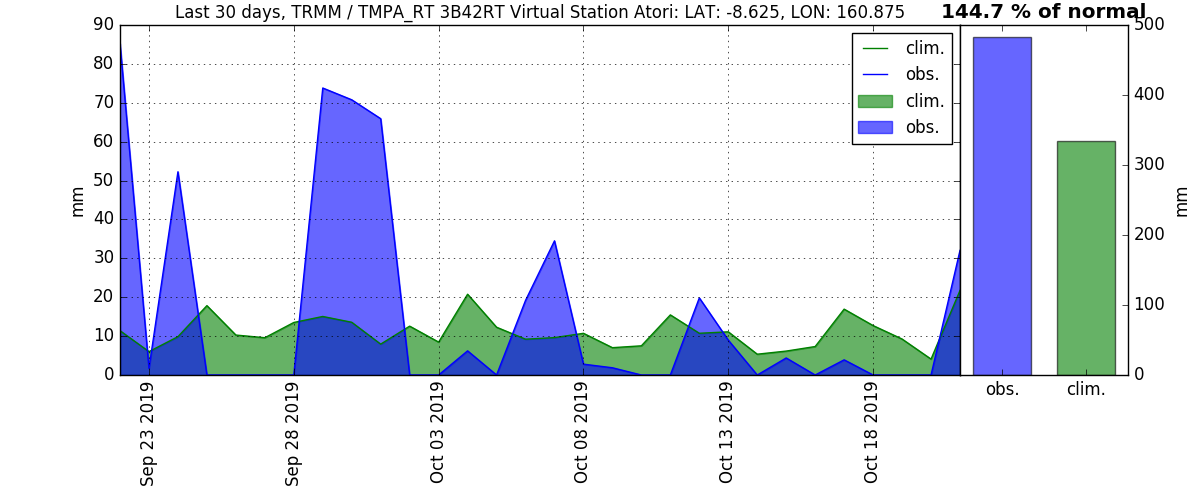 Last 30 days, TRMM / TMPA_RT 3B42RT Virtual Station Atori: LAT: -8.625, LON: 160.875
144.7 % of normal
90
80
70
60
50
40
30
20
10
0
mm
clim.
obs.
clim.
obs.
Sep 23 2019
Sep 28 2019
Oct 03 2019
Oct 08 2019
Oct 13 2019
Oct 18 2019
500
400
300
200
100
0
mm
obs.
clim.